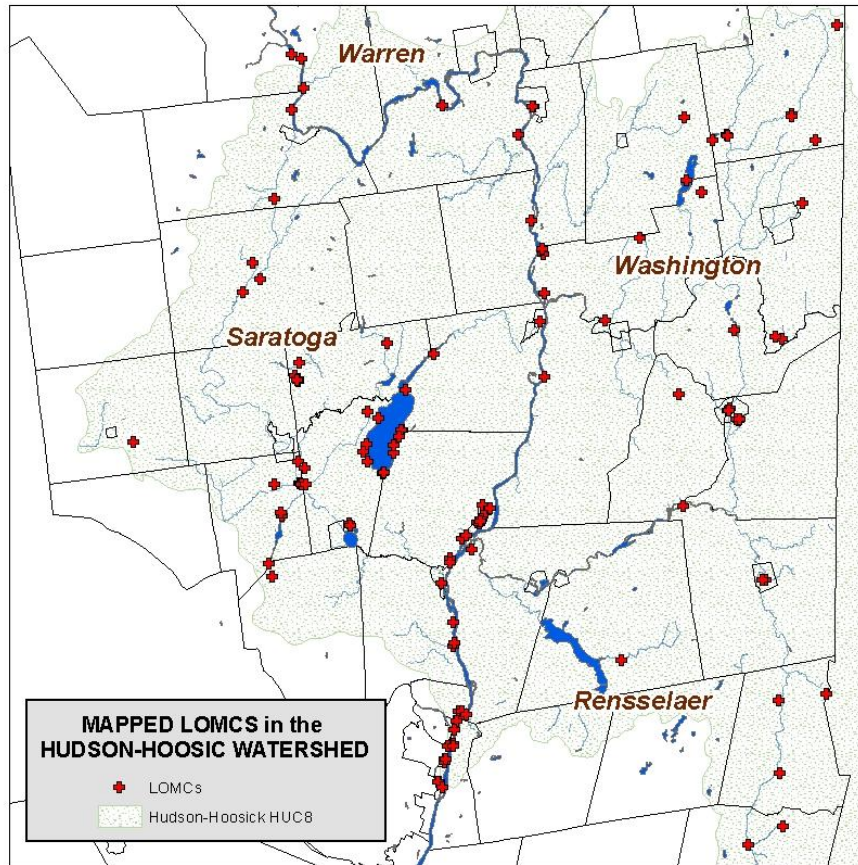 Warren
Washington
Saratoga
Rensselaer
MAPPED LOMCS in the
HUDSON-HOOSIC WATERSHED
LOMCs
Hudson-Hoosick HUC8